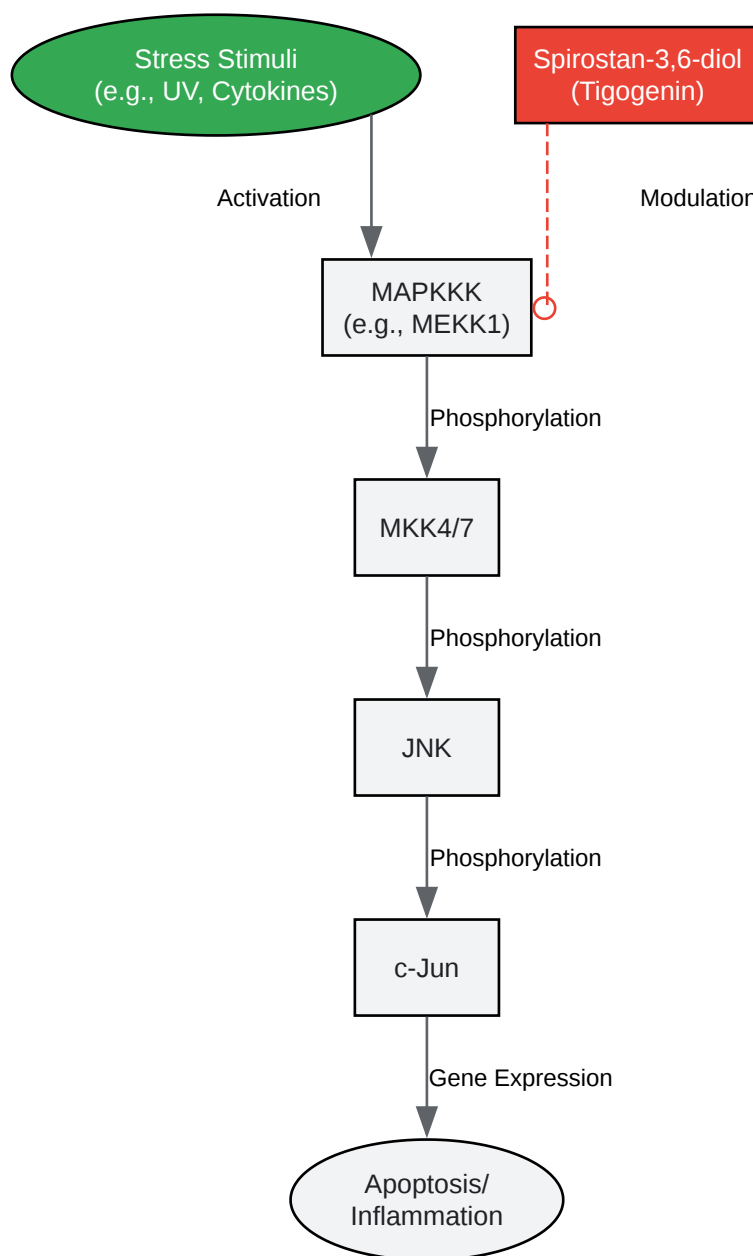 Stress Stimuli
(e.g., UV, Cytokines)
Spirostan-3,6-diol
(Tigogenin)
Activation
Modulation
MAPKKK
(e.g., MEKK1)
Phosphorylation
MKK4/7
Phosphorylation
JNK
Phosphorylation
c-Jun
Gene Expression
Apoptosis/
Inflammation